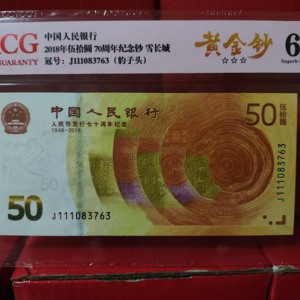 CG
GUARANTY
中国人民银行
2018年伍拾圆 70周年纪念钞 雪长城
冠号: J111083763 (豹子头)
黄金钞
☆☆☆
6
中国人民银行
人民币发行七十周年纪念
1948-2018
50
伍拾圆
50
J111083763
J111083763